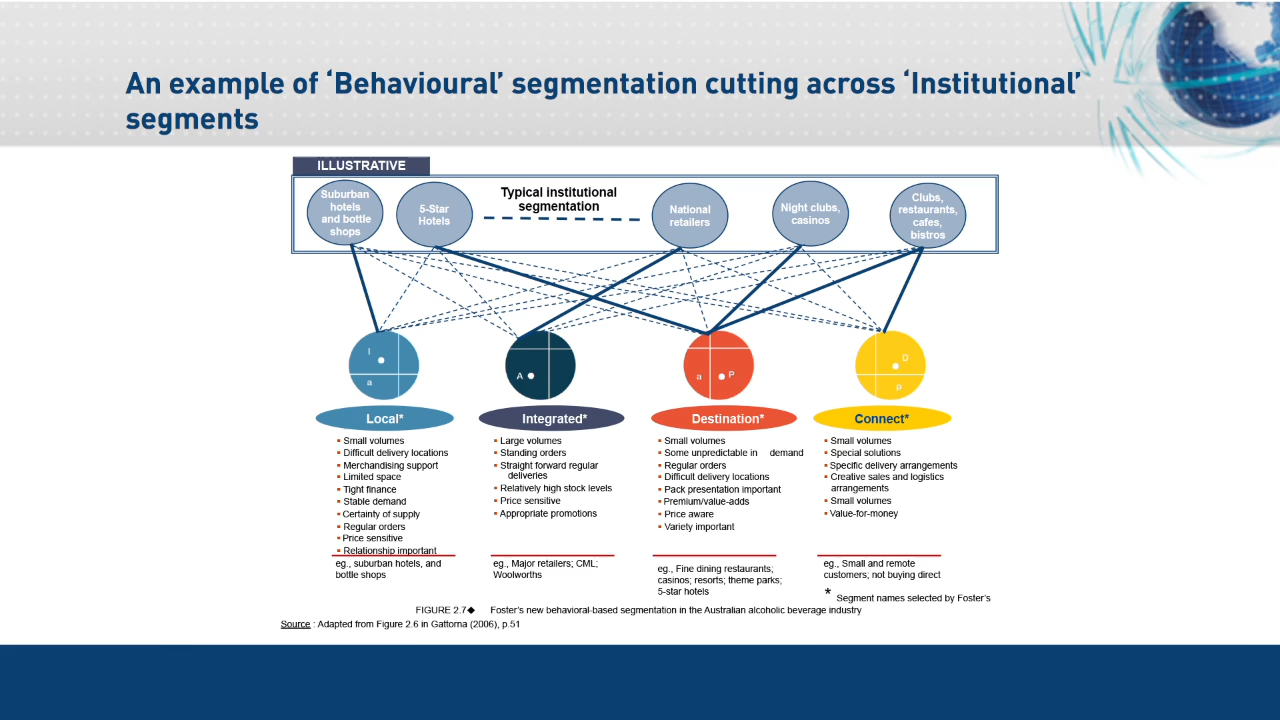 An example of ‘Behavioural’ segmentation cutting across ‘Institutional’
segments
ILLUSTRATIVE
Suburban
hotels
and bottle
shops
5-Star
Hotels
Typical institutional
segmentation
National
retailers
Night clubs,
casinos
Clubs,
restaurants,
cafes,
bistros
I
a
A
a P
D
p
Local*
Integrated*
Destination*
Connect*
▪ Small volumes
▪ Difficult delivery locations
▪ Merchandising support
▪ Limited space
▪ Tight finance
▪ Stable demand
▪ Certainty of supply
▪ Regular orders
▪ Price sensitive
▪ Relationship important
eg., suburban hotels, and
bottle shops
▪ Large volumes
▪ Standing orders
▪ Straight forward regular
deliveries
▪ Relatively high stock levels
▪ Price sensitive
▪ Appropriate promotions
eg., Major retailers; CML;
Woolworths
▪ Small volumes
▪ Some unpredictable in demand
▪ Regular orders
▪ Difficult delivery locations
▪ Pack presentation important
▪ Premium/value-adds
▪ Price aware
▪ Variety important
eg., Fine dining restaurants;
casinos; resorts; theme parks;
5-star hotels
▪ Small volumes
▪ Special solutions
▪ Specific delivery arrangements
▪ Creative sales and logistics
arrangements
▪ Small volumes
▪ Value-for-money
eg., Small and remote
customers; not buying direct
* Segment names selected by Foster’s
FIGURE 2.7◆ Foster’s new behavioral-based segmentation in the Australian alcoholic beverage industry
Source : Adapted from Figure 2.6 in Gattorna (2006), p.51